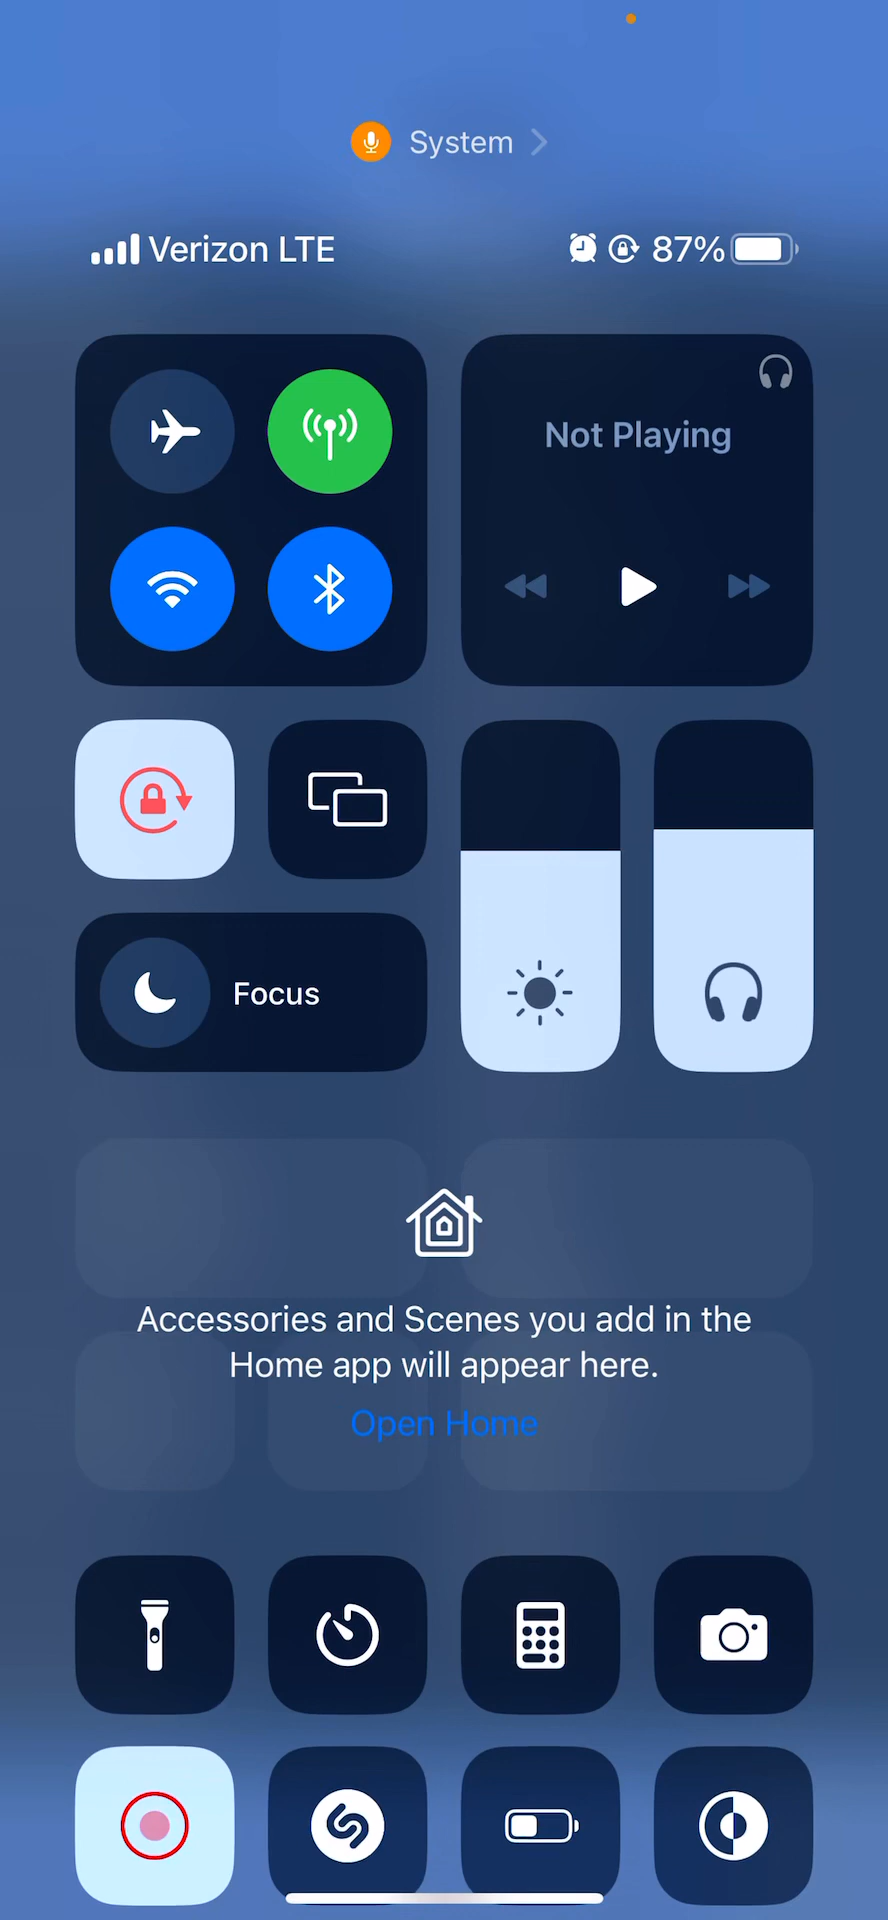 System
Verizon LTE
87%
Not Playing
Focus
Accessories and Scenes you add in the
Home app will appear here.
Open Home